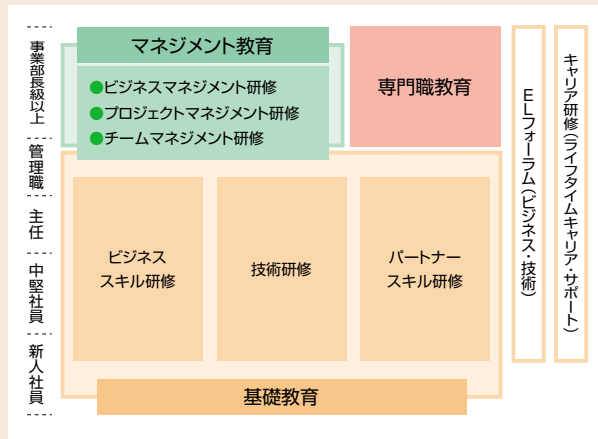 事業部長級以上
管理職
主任
中堅社員
新人社員
マネジメント教育
●ビジネスマネジメント研修
●プロジェクトマネジメント研修
●チームマネジメント研修
専門職教育
ビジネス
スキル研修
技術研修
パートナー
スキル研修
基礎教育
ELフォーラム(ビジネス・技術)
キャリア研修(ライフタイムキャリア・サポート)